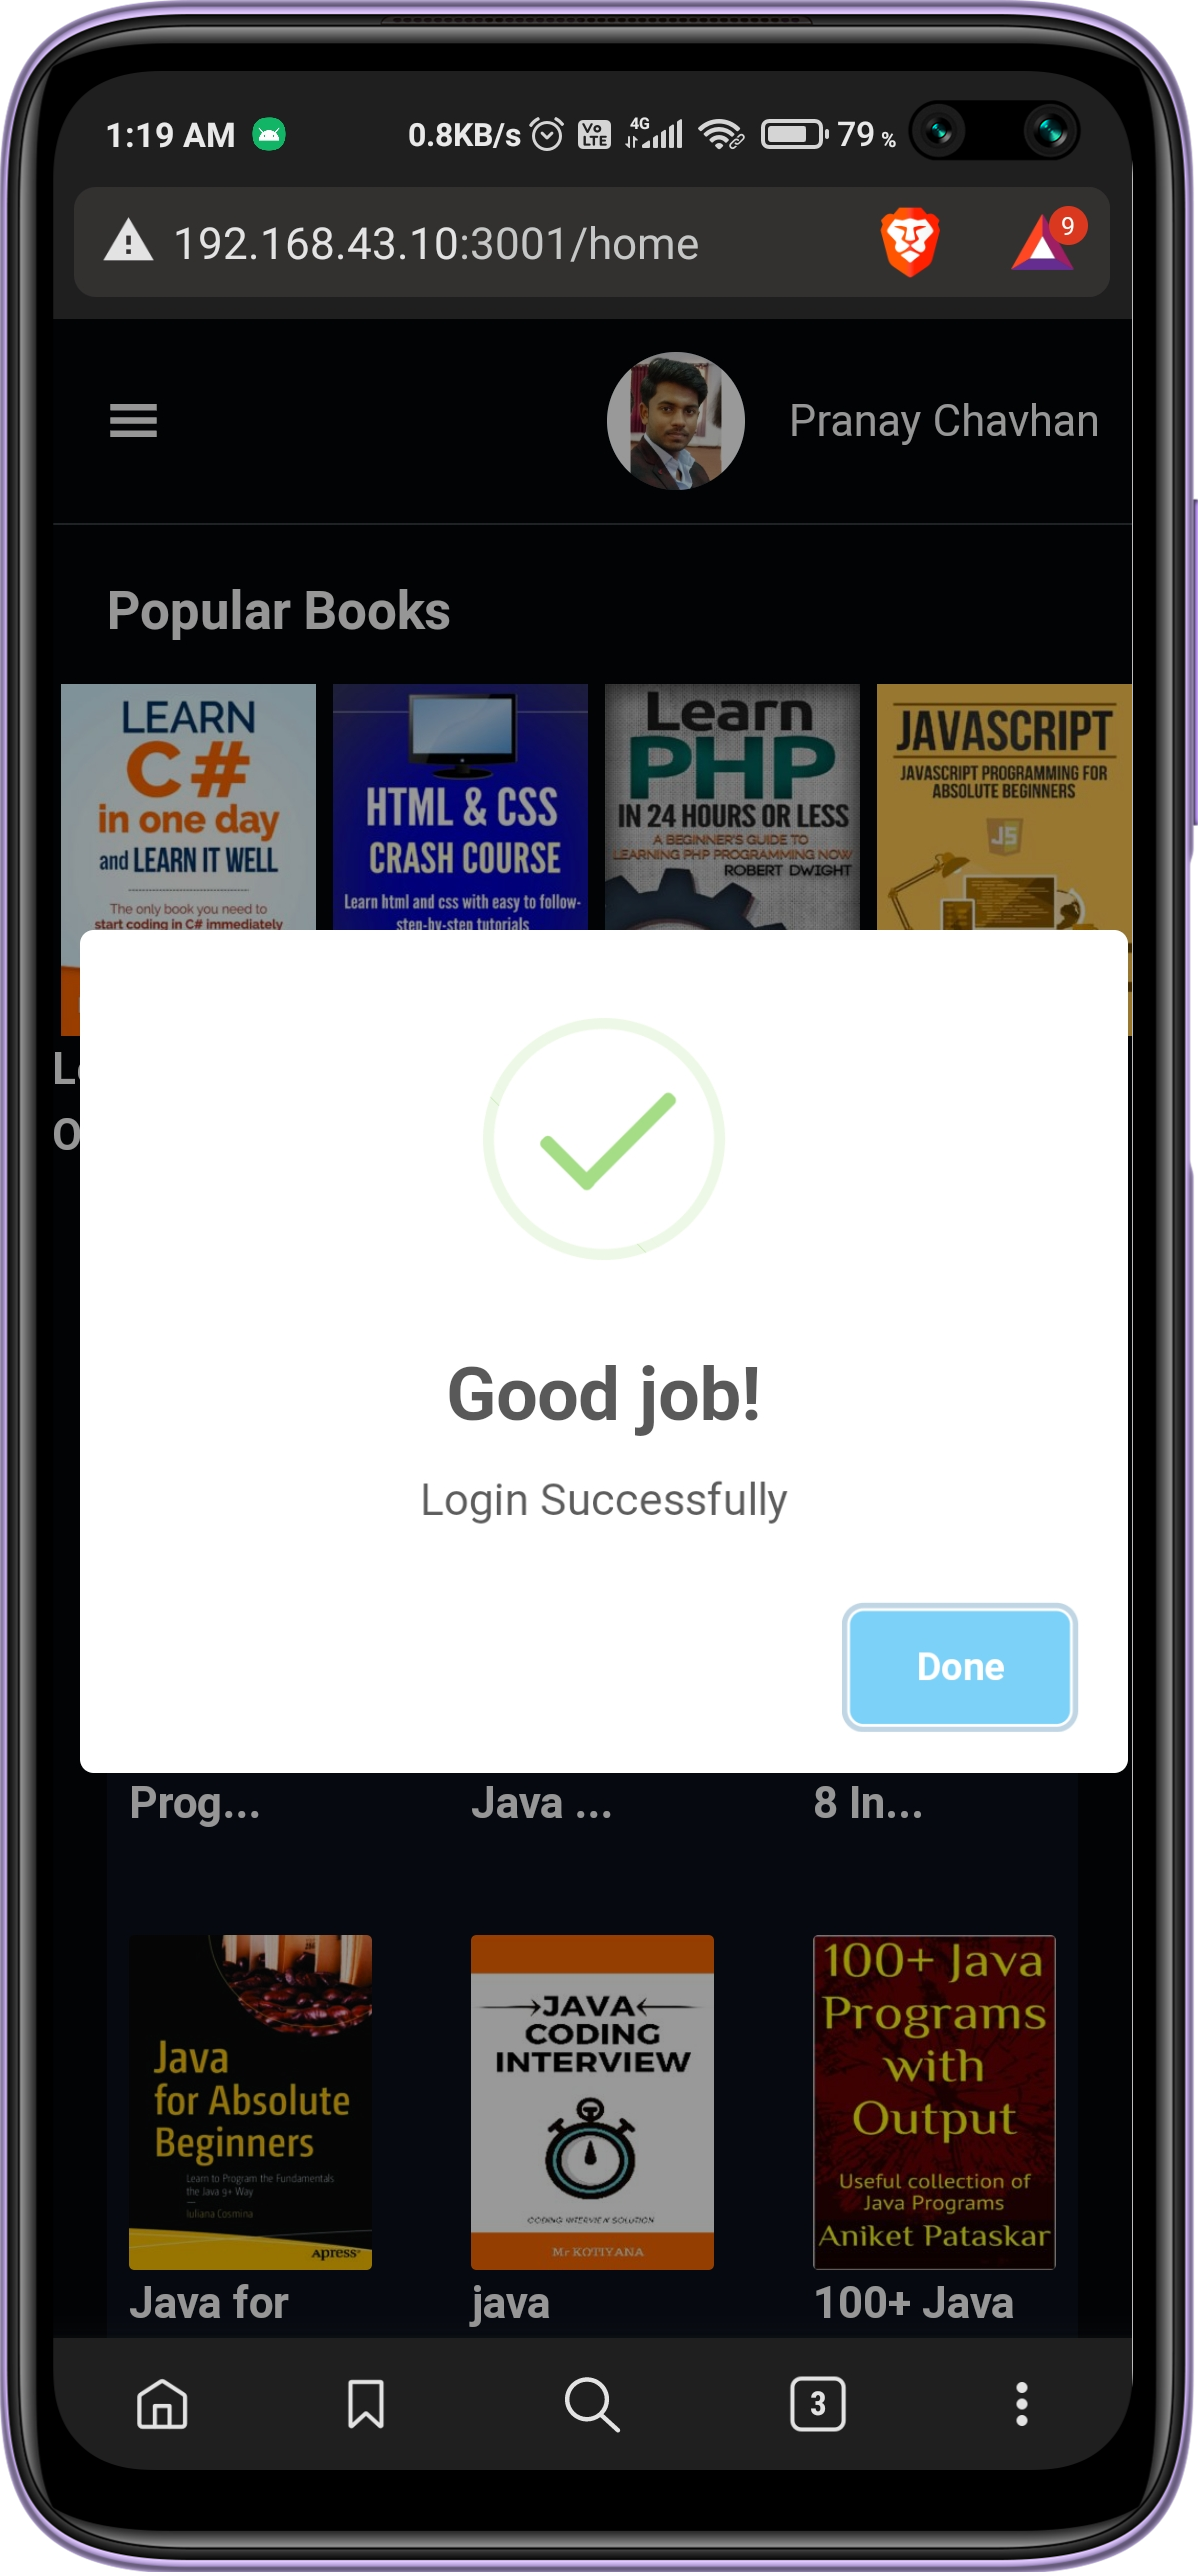 1:19 AM 0.8KB/s Vo LTE 4G 79 %
192.168.43.10:3001/home 9
Pranay Chavhan
Popular Books
LEARN
C#
in one day
and LEARN IT WELL
The only book you need to
start coding in C# immediately
HTML & CSS
CRASH COURSE
Learn html and css with easy to follow-
step-by-step tutorials
Learn
PHP
IN 24 HOURS OR LESS
A BEGINNER'S GUIDE TO
LEARNING PHP PROGRAMMING NOW
ROBERT DWIGHT
JAVASCRIPT
JAVASCRIPT PROGRAMMING FOR
ABSOLUTE BEGINNERS
JS
Good job!
Login Successfully
Done
Prog...
Java ...
8 In...
Java
for Absolute
Beginners
Learn to Program the Fundamentals
the Java 9+ Way
Iuliana Cosmina
Apress®
JAVA
CODING
INTERVIEW
CODING INTERVIEW SOLUTION
Mr KOTIYANA
100+ Java
Programs
with
Output
Useful collection of
Java Programs
Aniket Pataskar
Java for
java
100+ Java
3